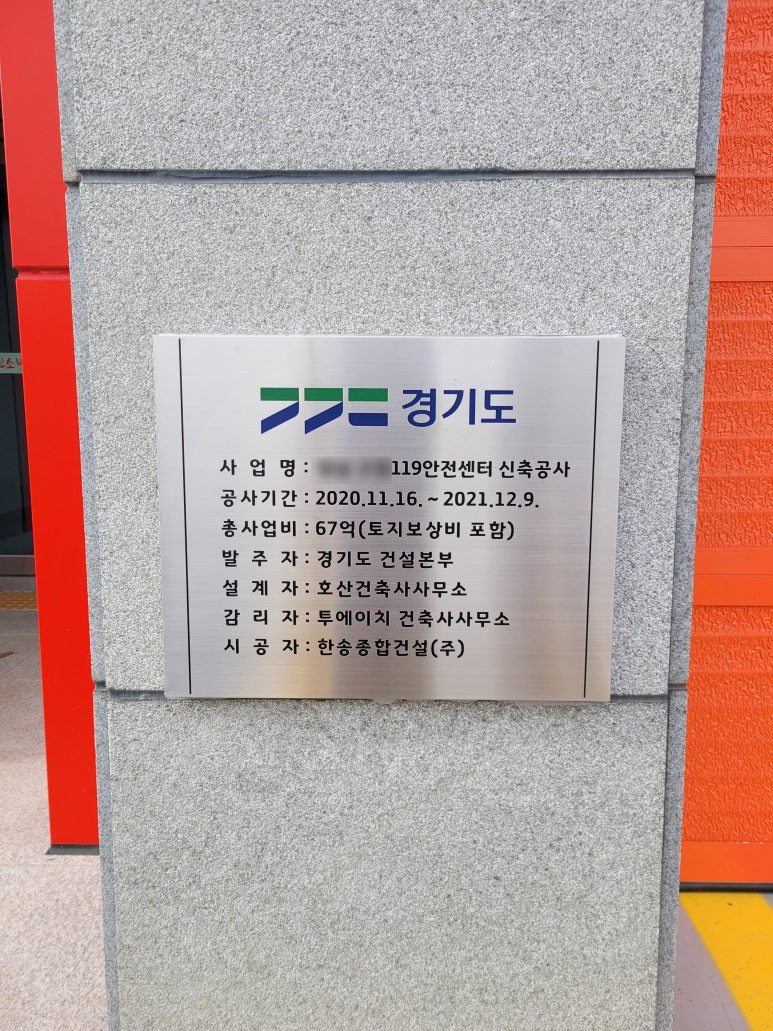 경기도
사 업 명 : 119안전센터 신축공사
공사기간 : 2020.11.16. ~ 2021.12.9.
총사업비 : 67억(토지보상비 포함)
발 주 자 : 경기도 건설본부
설 계 자 : 호산건축사사무소
감 리 자 : 투에이치 건축사사무소
시 공 자 : 한송종합건설(주)